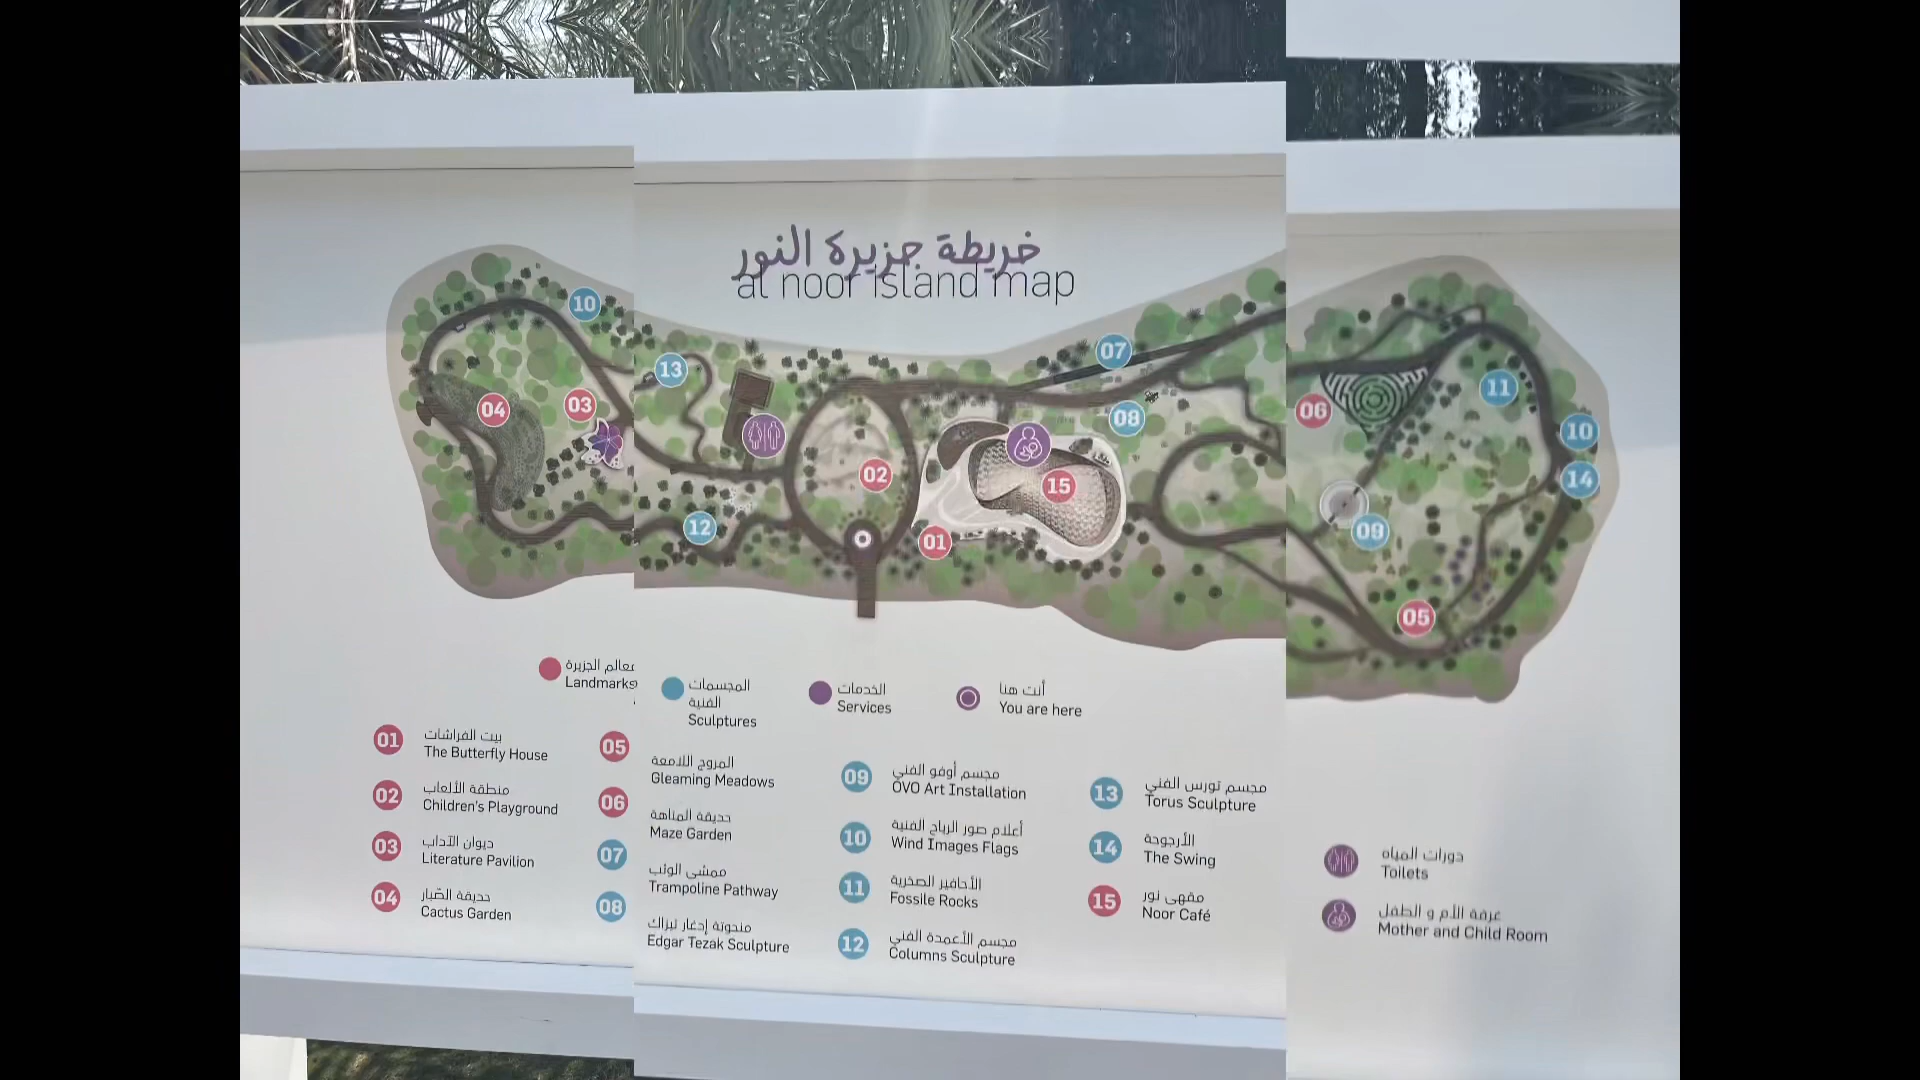 خريطة جزيرة النور
al noor island map
10
13
07
04
03
08
06
11
10
02
15
14
12
01
09
05
معالم الجزيرة
Landmarks
المجسمات
الفنية
Sculptures
الخدمات
Services
أنت هنا
You are here
01 بيت الفراشات
The Butterfly House
02 منطقة الألعاب
Children's Playground
03 ديوان الآداب
Literature Pavilion
04 حديقة الصبار
Cactus Garden
05 المروج اللامعة
Gleaming Meadows
06 حديقة المتاهة
Maze Garden
07 ممشى الوثب
Trampoline Pathway
08 منحوتة إدغار تيزاك
Edgar Tezak Sculpture
09 مجسم أوفو الفني
OVO Art Installation
10 أعلام صور الرياح الفنية
Wind Images Flags
11 الأحافير الصخرية
Fossile Rocks
12 مجسم الأعمدة الفني
Columns Sculpture
13 مجسم تورس الفني
Torus Sculpture
14 الأرجوحة
The Swing
15 مقهى نور
Noor Café
دورات المياه
Toilets
غرفة الأم و الطفل
Mother and Child Room